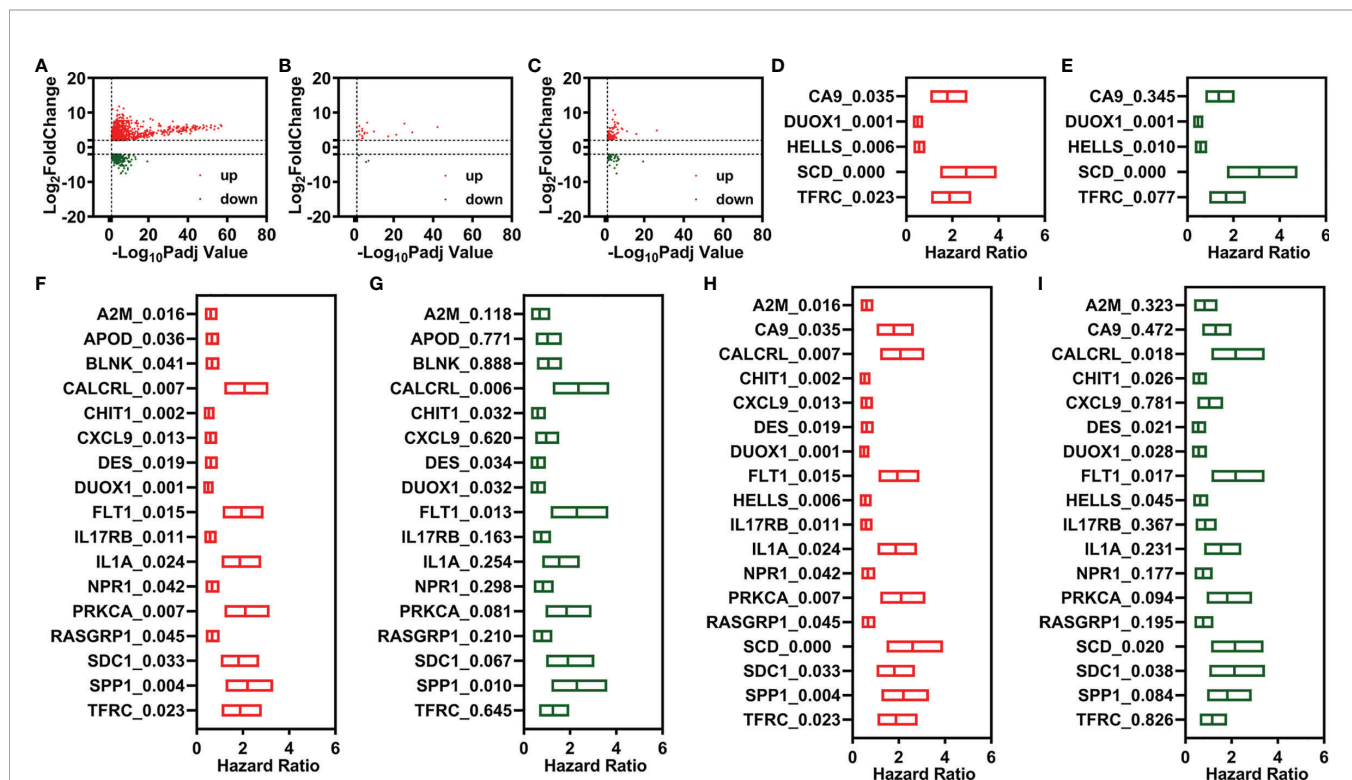 A
B
C
D
E
Log2FoldChange
20
10
0
0
-10
-20
up
down
0
20
40
60
80
-Log10Padj Value
Log2FoldChange
20
10
0
0
-10
-20
up
down
0
20
40
60
80
-Log10Padj Value
Log2FoldChange
20
10
0
0
-10
-20
up
down
0
20
40
60
80
-Log10Padj Value
CA9_0.035
DUOX1_0.001
HELLS_0.006
SCD_0.000
TFRC_0.023
0
2
4
6
Hazard Ratio
CA9_0.345
DUOX1_0.001
HELLS_0.010
SCD_0.000
TFRC_0.077
0
2
4
6
Hazard Ratio
F
A2M_0.016
APOD_0.036
BLNK_0.041
CALCRL_0.007
CHIT1_0.002
CXCL9_0.013
DES_0.019
DUOX1_0.001
FLT1_0.015
IL17RB_0.011
IL1A_0.024
NPR1_0.042
PRKCA_0.007
RASGRP1_0.045
SDC1_0.033
SPP1_0.004
TFRC_0.023
0
2
4
6
Hazard Ratio
G
A2M_0.118
APOD_0.771
BLNK_0.888
CALCRL_0.006
CHIT1_0.032
CXCL9_0.620
DES_0.034
DUOX1_0.032
FLT1_0.013
IL17RB_0.163
IL1A_0.254
NPR1_0.298
PRKCA_0.081
RASGRP1_0.210
SDC1_0.067
SPP1_0.010
TFRC_0.645
0
2
4
6
Hazard Ratio
H
A2M_0.016
CA9_0.035
CALCRL_0.007
CHIT1_0.002
CXCL9_0.013
DES_0.019
DUOX1_0.001
FLT1_0.015
HELLS_0.006
IL17RB_0.011
IL1A_0.024
NPR1_0.042
PRKCA_0.007
RASGRP1_0.045
SCD_0.000
SDC1_0.033
SPP1_0.004
TFRC_0.023
0
2
4
6
Hazard Ratio
I
A2M_0.323
CA9_0.472
CALCRL_0.018
CHIT1_0.026
CXCL9_0.781
DES_0.021
DUOX1_0.028
FLT1_0.017
HELLS_0.045
IL17RB_0.367
IL1A_0.231
NPR1_0.177
PRKCA_0.094
RASGRP1_0.195
SCD_0.020
SDC1_0.038
SPP1_0.084
TFRC_0.826
0
2
4
6
Hazard Ratio